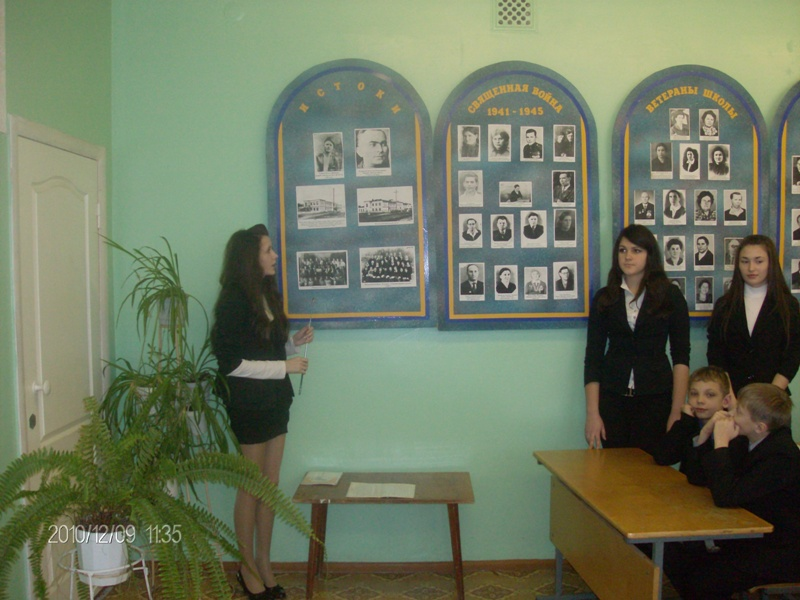 ИСТОКИ
СВЯЩЕННАЯ ВОЙНА
1941 - 1945
ВЕТЕРАНЫ ШКОЛЫ
2010/12/09 11:35